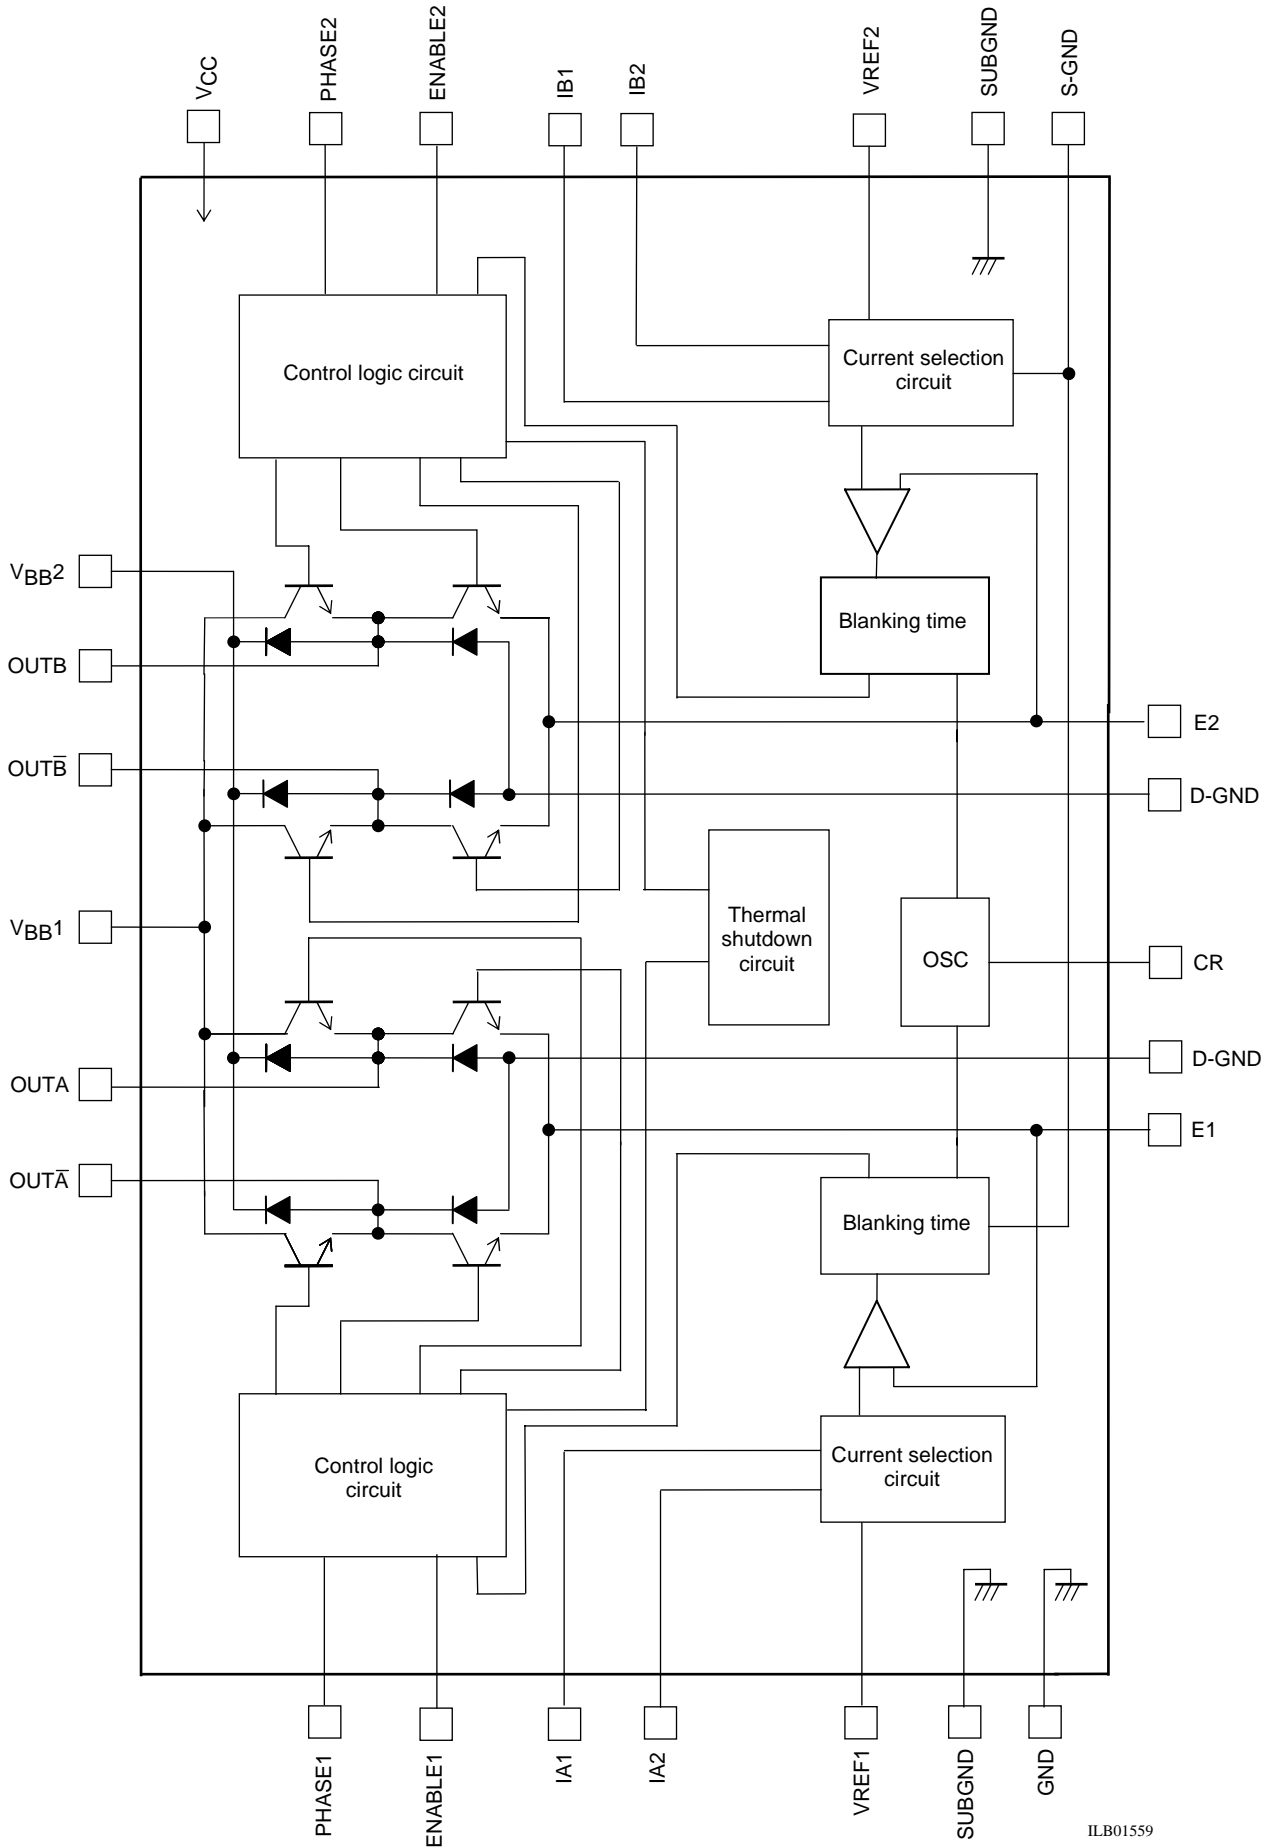 VCC
PHASE2
ENABLE2
IB1
IB2
VREF2
SUBGND
S-GND
Control logic circuit
Current selection
circuit
VBB2
Blanking time
OUTB
E2
OUTB̅
D-GND
Thermal
shutdown
circuit
VBB1
OSC
CR
D-GND
OUTA
E1
OUTA̅
Blanking time
Control logic
circuit
Current selection
circuit
PHASE1
ENABLE1
IA1
IA2
VREF1
SUBGND
GND
ILB01559